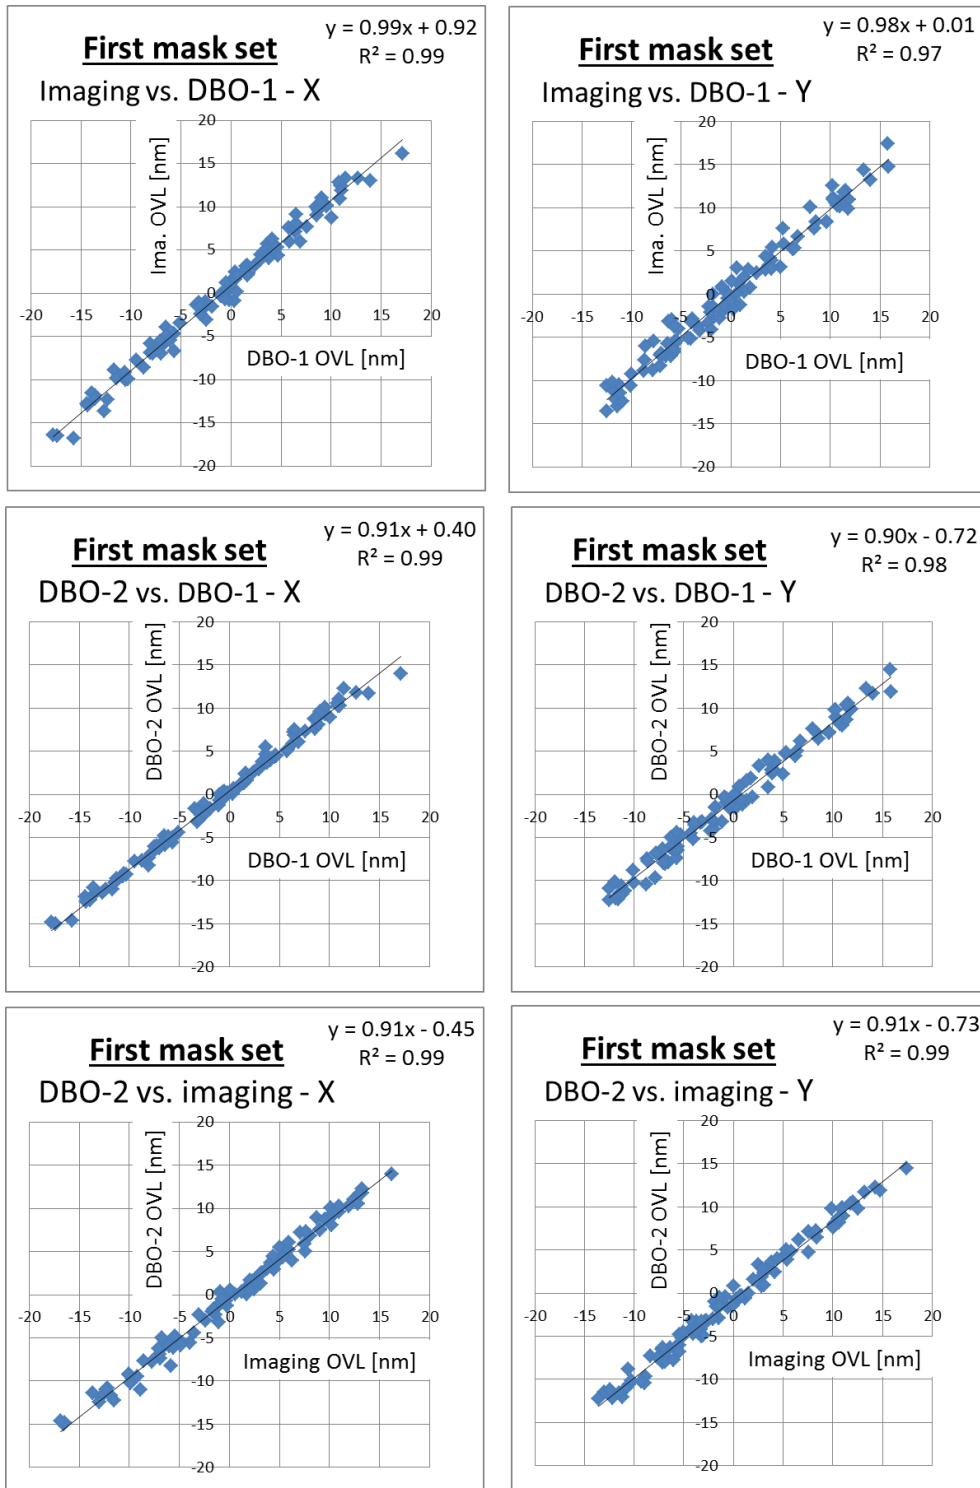 First mask set
y = 0.99x + 0.92
R² = 0.99
Imaging vs. DBO-1 - X
Ima. OVL [nm]
20
15
10
5
0
-5
-10
-15
-20
-20 -15 -10 -5 0 5 10 15 20
DBO-1 OVL [nm]
First mask set
y = 0.98x + 0.01
R² = 0.97
Imaging vs. DBO-1 - Y
Ima. OVL [nm]
20
15
10
5
0
-5
-10
-15
-20
-20 -15 -10 -5 0 5 10 15 20
DBO-1 OVL [nm]
First mask set
y = 0.91x + 0.40
R² = 0.99
DBO-2 vs. DBO-1 - X
DBO-2 OVL [nm]
20
15
10
5
0
-5
-10
-15
-20
-20 -15 -10 -5 0 5 10 15 20
DBO-1 OVL [nm]
First mask set
y = 0.90x - 0.72
R² = 0.98
DBO-2 vs. DBO-1 - Y
DBO-2 OVL [nm]
20
15
10
5
0
-5
-10
-15
-20
-20 -15 -10 -5 0 5 10 15 20
DBO-1 OVL [nm]
First mask set
y = 0.91x - 0.45
R² = 0.99
DBO-2 vs. imaging - X
DBO-2 OVL [nm]
20
15
10
5
0
-5
-10
-15
-20
-20 -15 -10 -5 0 5 10 15 20
Imaging OVL [nm]
First mask set
y = 0.91x - 0.73
R² = 0.99
DBO-2 vs. imaging - Y
DBO-2 OVL [nm]
20
15
10
5
0
-5
-10
-15
-20
-20 -15 -10 -5 0 5 10 15 20
Imaging OVL [nm]